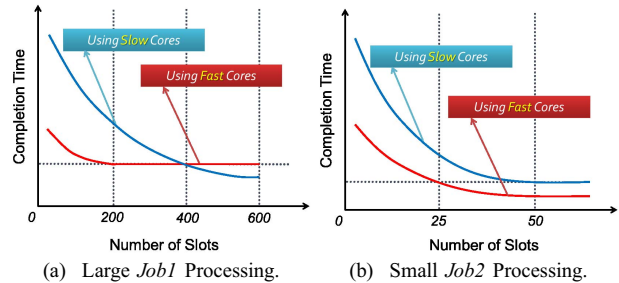 Completion Time
Using Slow Cores
Using Fast Cores
0
200
400
600
Number of Slots
(a) Large Job1 Processing.
Completion Time
Using Slow Cores
Using Fast Cores
0
25
50
Number of Slots
(b) Small Job2 Processing.